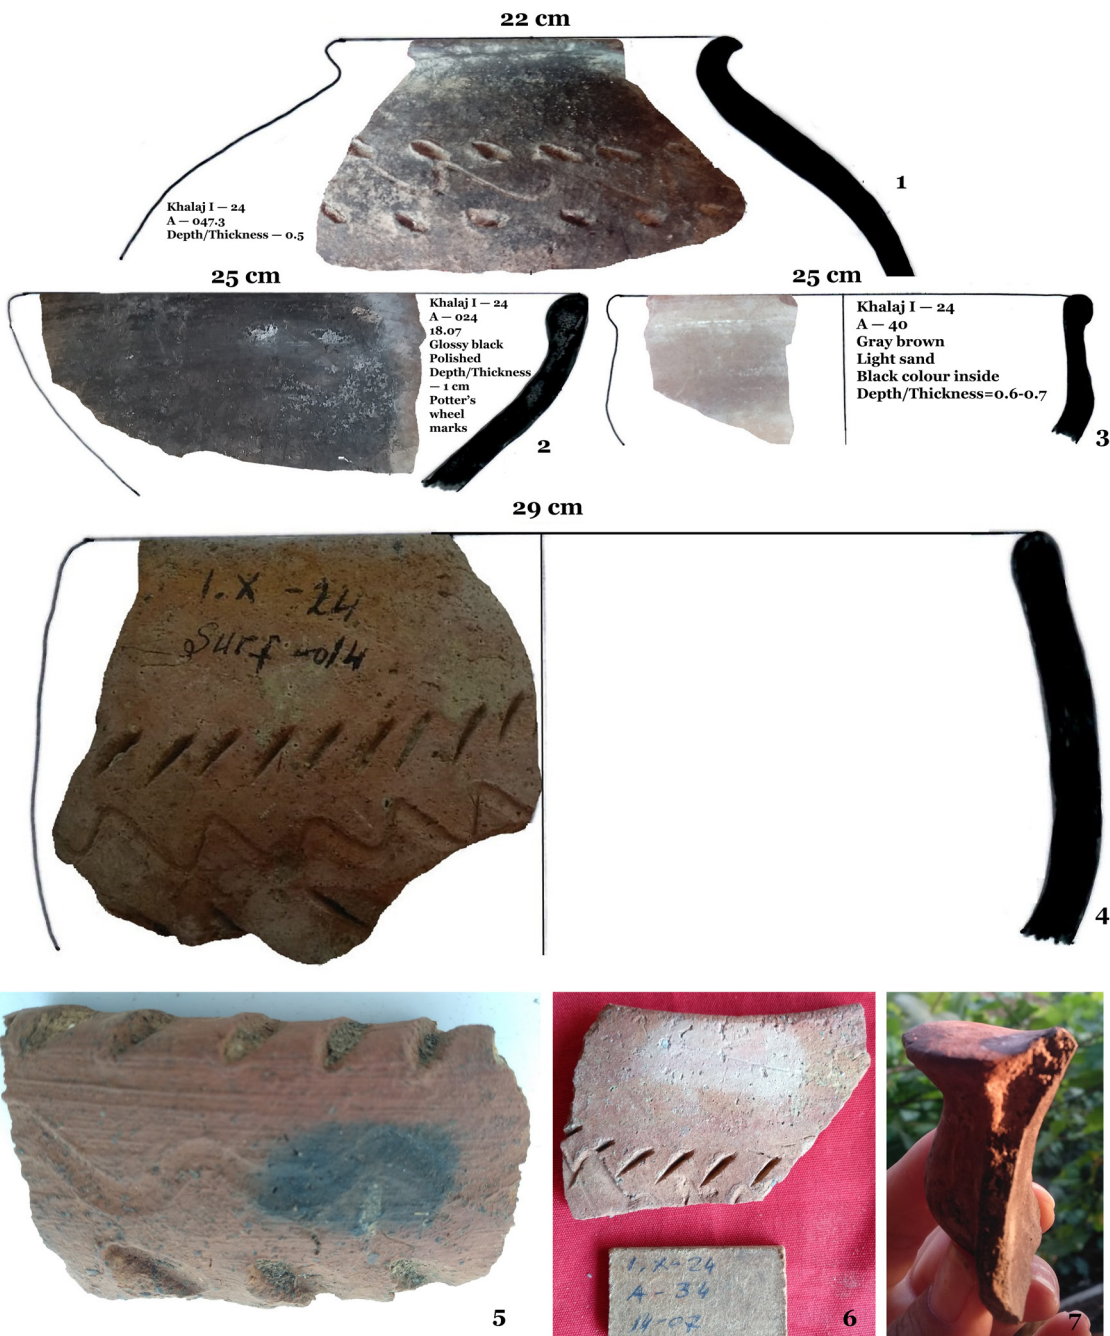 22 cm
1
Khalaj I — 24
A — 047.3
Depth/Thickness — 0.5
25 cm
Khalaj I — 24
A — 024
18.07
Glossy black
Polished
Depth/Thickness
— 1 cm
Potter's
wheel
marks
2
25 cm
Khalaj I — 24
A — 40
Gray brown
Light sand
Black colour inside
Depth/Thickness=0.6-0.7
3
29 cm
1.X -24
4
5
1, X-24
A - 34
14-07
6
7